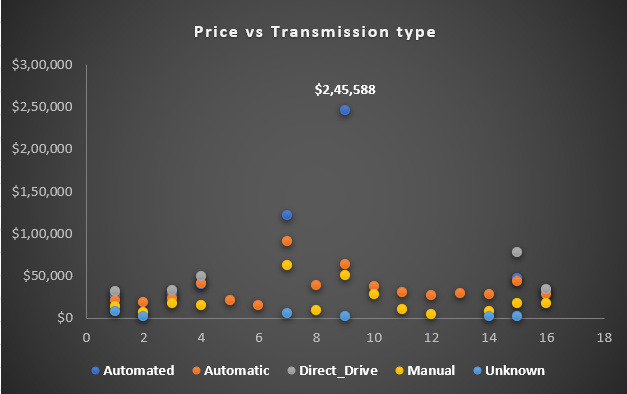 Price vs Transmission type
$3,00,000
$2,50,000
$2,00,000
$1,50,000
$1,00,000
$50,000
$0
$2,45,588
0 2 4 6 8 10 12 14 16 18
Automated Automatic Direct_Drive Manual Unknown